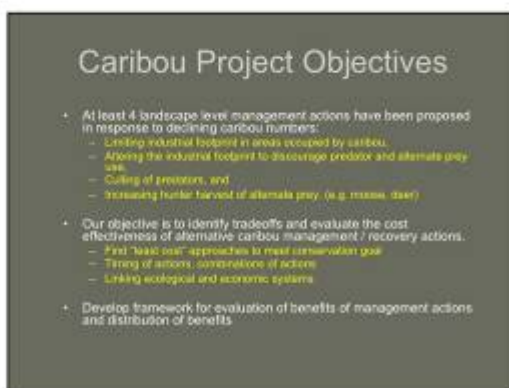 Caribou Project Objectives
• At least 4 landscape level management actions have been proposed
in response to declining caribou numbers:
– Limiting industrial footprint in areas occupied by caribou,
– Altering the industrial footprint to discourage predator and alternate prey
use,
– Culling of predators, and
– Increasing hunter harvest of alternate prey. (e.g. moose, deer)
• Our objective is to identify tradeoffs and evaluate the cost
effectiveness of alternative caribou management / recovery actions.
– Find "least cost" approaches to meet conservation goal
– Timing of actions, combinations of actions
– Linking ecological and economic systems
• Develop framework for evaluation of benefits of management actions
and distribution of benefits